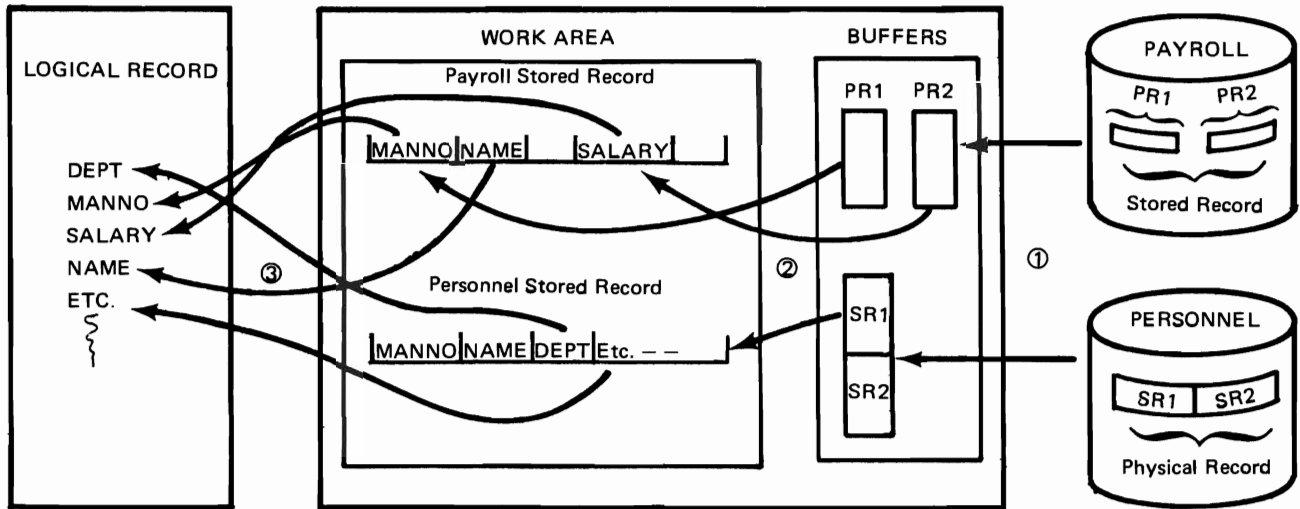 LOGICAL RECORD
DEPT
MANNO
SALARY
NAME
ETC.
③
WORK AREA
Payroll Stored Record
MANNO NAME SALARY
Personnel Stored Record
MANNO NAME DEPT Etc. — —
②
BUFFERS
PR1 PR2
SR1
SR2
①
PAYROLL
PR1 PR2
Stored Record
PERSONNEL
SR1 SR2
Physical Record